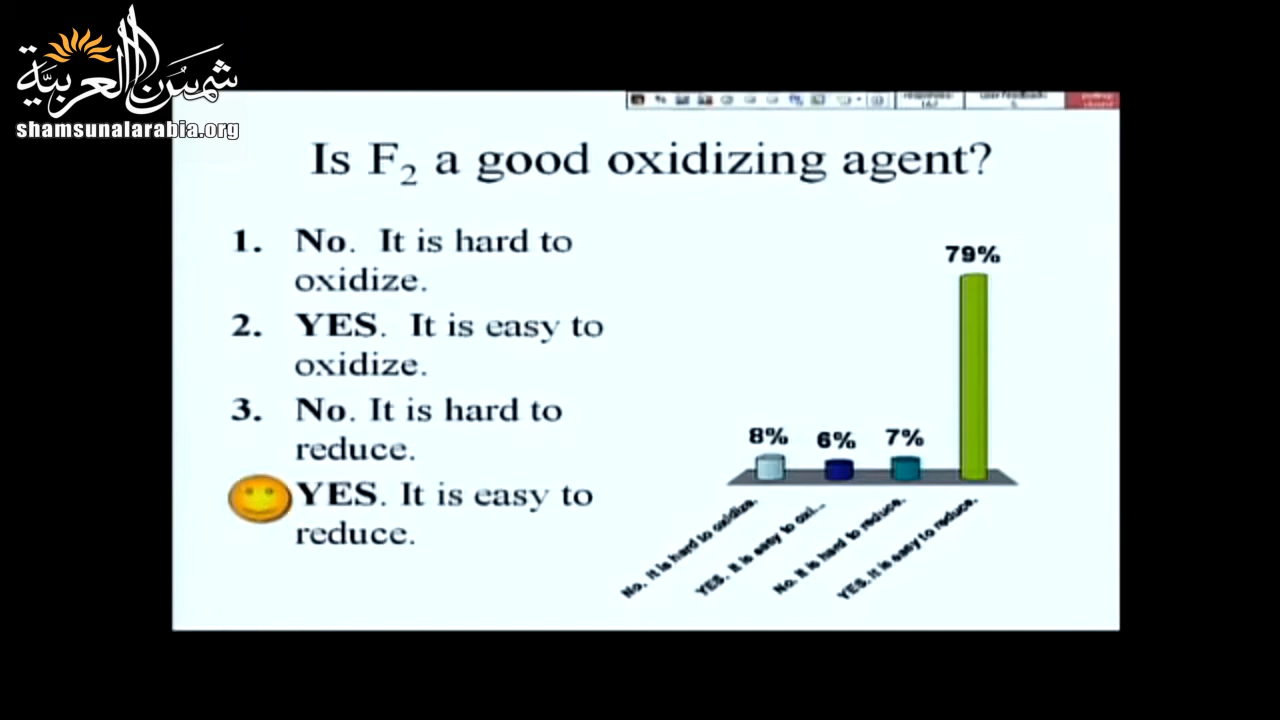 شمس العربية
shamsunalarabia.org
Is F₂ a good oxidizing agent?
1. No. It is hard to
oxidize.
2. YES. It is easy to
oxidize.
3. No. It is hard to
reduce.
YES. It is easy to
reduce.
79%
8%
6%
7%
No. It is hard to oxidize.
YES. It is easy to oxi...
No. It is hard to reduce.
YES. It is easy to reduce.